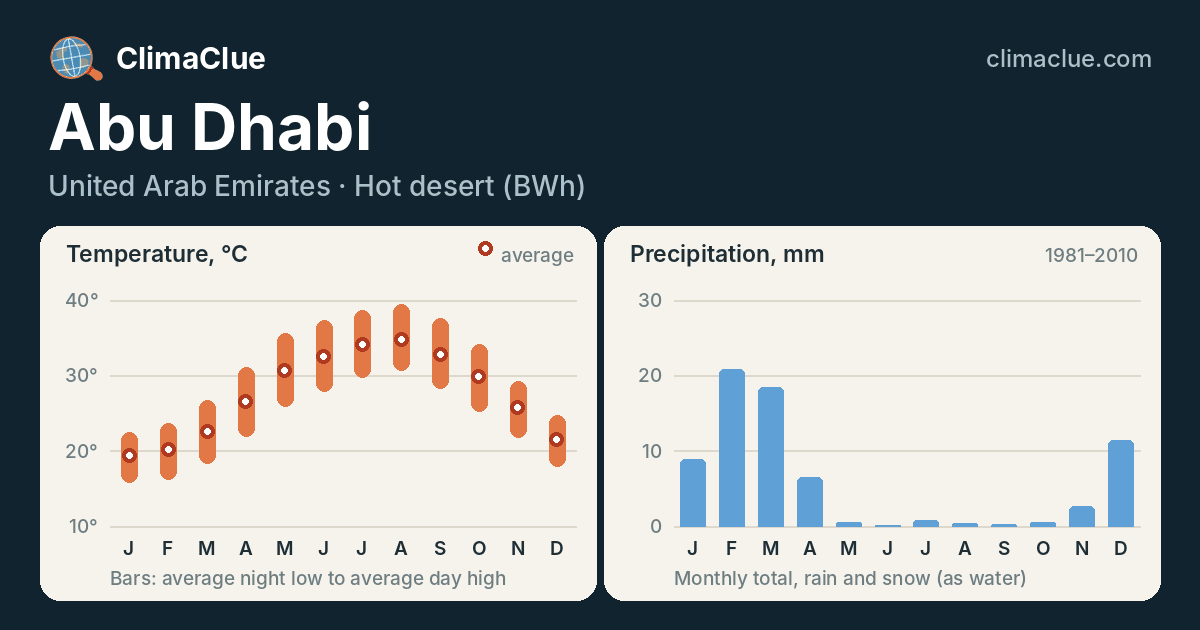 ClimaClue
climaclue.com
Abu Dhabi
United Arab Emirates · Hot desert (BWh)
Temperature, °C
average
40°
30°
20°
10°
J F M A M J J A S O N D
Bars: average night low to average day high
Precipitation, mm
1981–2010
30
20
10
0
J F M A M J J A S O N D
Monthly total, rain and snow (as water)